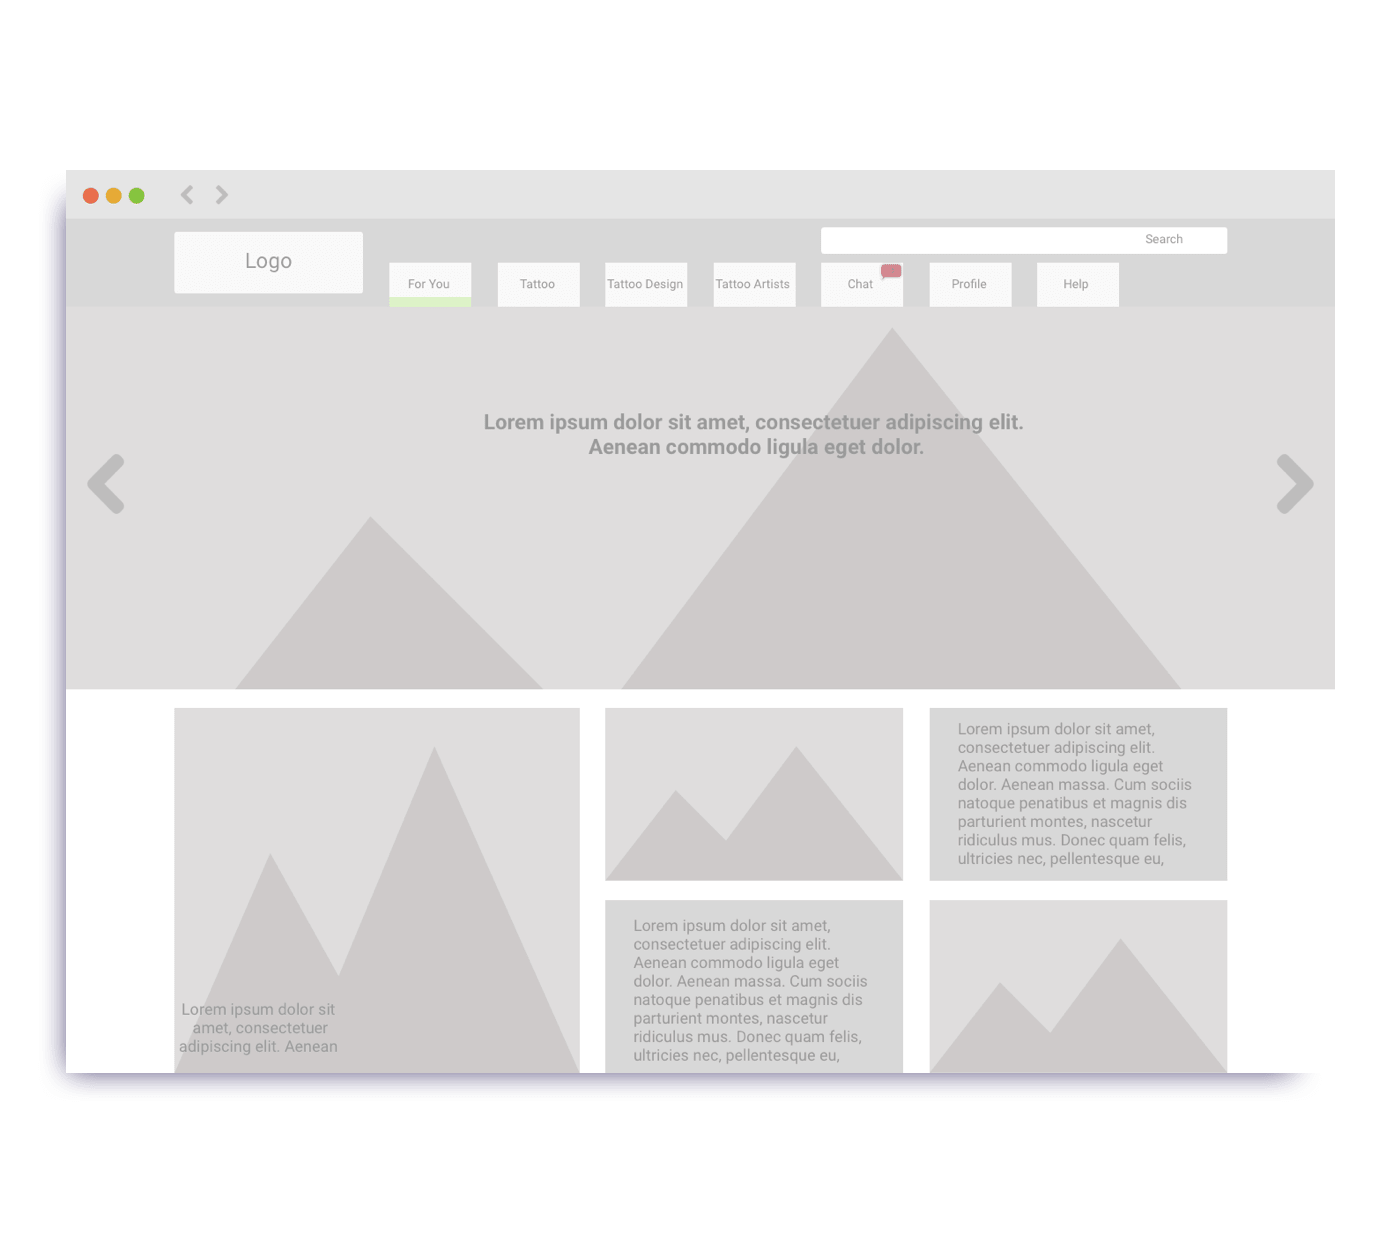 Search
Logo
For You
Tattoo
Tattoo Design
Tattoo Artists
Chat
Profile
Help
Lorem ipsum dolor sit amet, consectetuer adipiscing elit.
Aenean commodo ligula eget dolor.
Lorem ipsum dolor sit
amet, consectetuer
adipiscing elit. Aenean
Lorem ipsum dolor sit amet,
consectetuer adipiscing elit.
Aenean commodo ligula eget
dolor. Aenean massa. Cum sociis
natoque penatibus et magnis dis
parturient montes, nascetur
ridiculus mus. Donec quam felis,
ultricies nec, pellentesque eu,
Lorem ipsum dolor sit amet,
consectetuer adipiscing elit.
Aenean commodo ligula eget
dolor. Aenean massa. Cum sociis
natoque penatibus et magnis dis
parturient montes, nascetur
ridiculus mus. Donec quam felis,
ultricies nec, pellentesque eu,